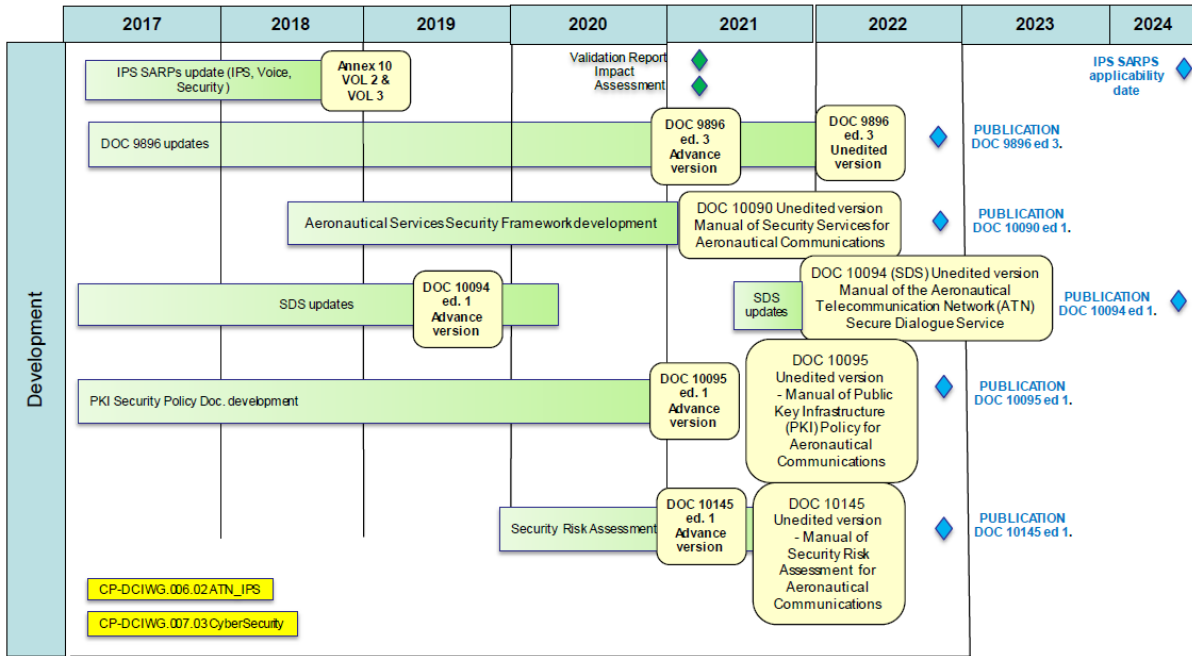 2017
2018
2019
2020
2021
2022
2023
2024
Development
IPS SARPs update (IPS, Voice,
Security )
Annex 10
VOL 2 &
VOL 3
Validation Report
Impact
Assessment
IPS SARPS
applicability
date
DOC 9896 updates
DOC 9896
ed. 3
Advance
version
DOC 9896
ed. 3
Unedited
version
PUBLICATION
DOC 9896 ed 3.
Aeronautical Services Security Framework development
DOC 10090 Unedited version
Manual of Security Services for
Aeronautical Communications
PUBLICATION
DOC 10090 ed 1.
SDS updates
DOC 10094
ed. 1
Advance
version
SDS
updates
DOC 10094 (SDS) Unedited version
Manual of the Aeronautical
Telecommunication Network (ATN)
Secure Dialogue Service
PUBLICATION
DOC 10094 ed 1.
PKI Security Policy Doc. development
DOC 10095
ed. 1
Advance
version
DOC 10095
Unedited version
- Manual of Public
Key Infrastructure
(PKI) Policy for
Aeronautical
Communications
PUBLICATION
DOC 10095 ed 1.
Security Risk Assessment
DOC 10145
ed. 1
Advance
version
DOC 10145
Unedited version
- Manual of
Security Risk
Assessment for
Aeronautical
Communications
PUBLICATION
DOC 10145 ed 1.
CP-DCIWG.006.02 ATN_IPS
CP-DCIWG.007.03 CyberSecurity